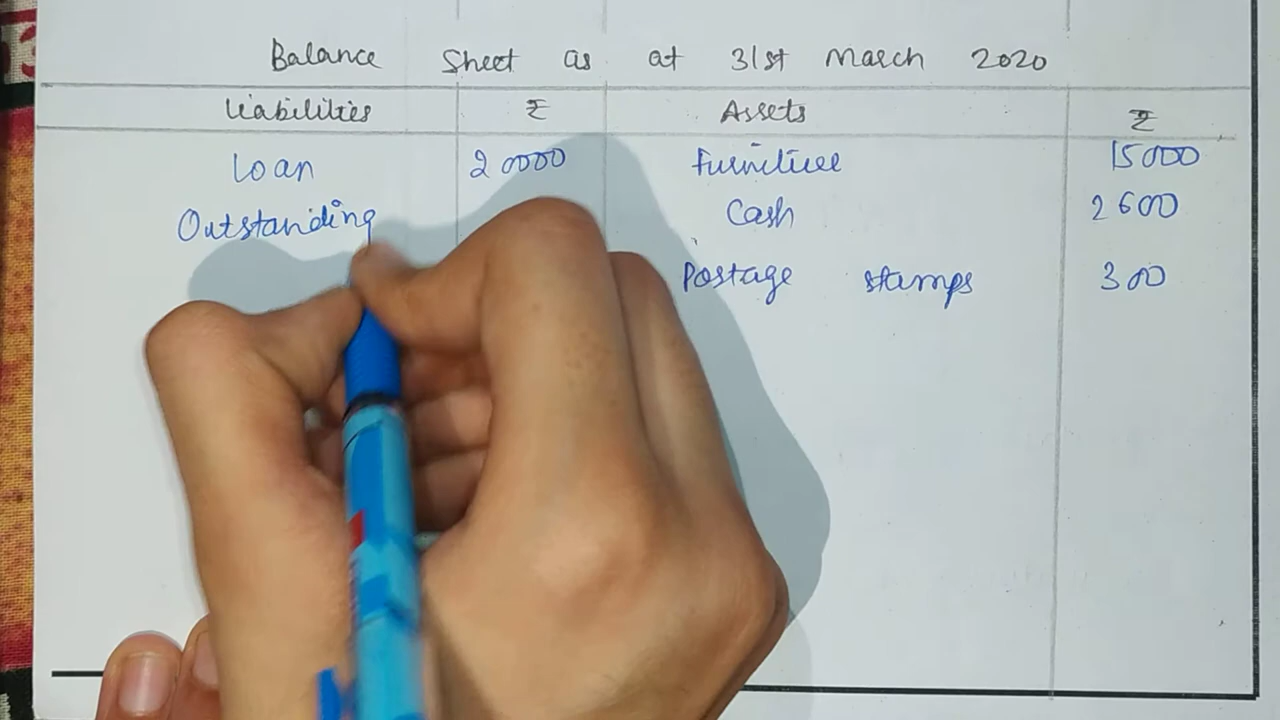 Balance Sheet as at 31st March 2020
Liabilities ₹ Assets ₹
Loan 20000 Furniture 15000
Outstanding Cash 2600
Postage stamps 300